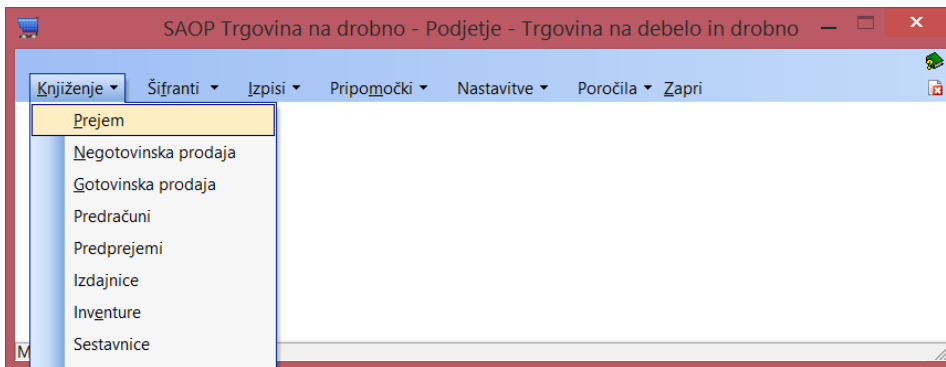 SAOP Trgovina na drobno - Podjetje - Trgovina na debelo in drobno
Knjiženje Šifranti Izpisi Pripomočki Nastavitve Poročila Zapri
Prejem
Negotovinska prodaja
Gotovinska prodaja
Predračuni
Predprejemi
Izdajnice
Inventure
Sestavnice
M